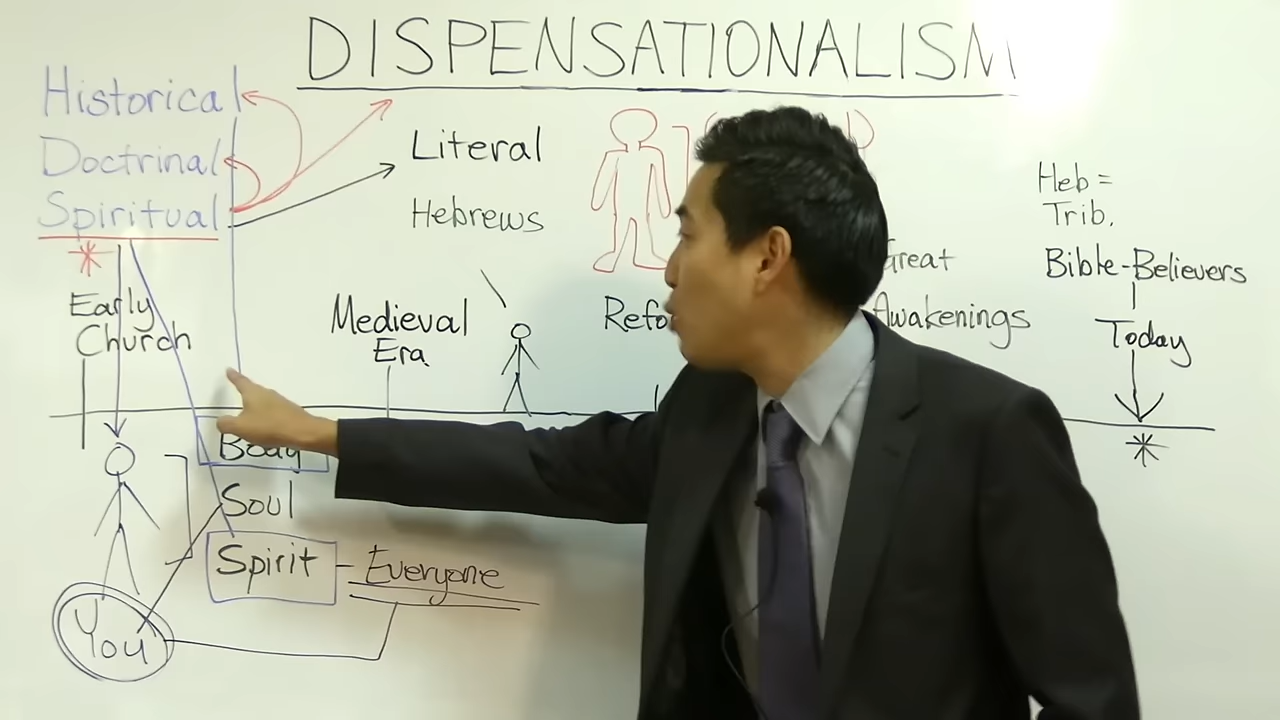 DISPENSATIONALISM
Historical
Doctrinal
Spiritual
Literal
Hebrews
Heb =
Trib.
Bible-Believers
Early
Church
Medieval
Era
Great
Awakenings
Today
Body
Soul
Spirit - Everyone
You